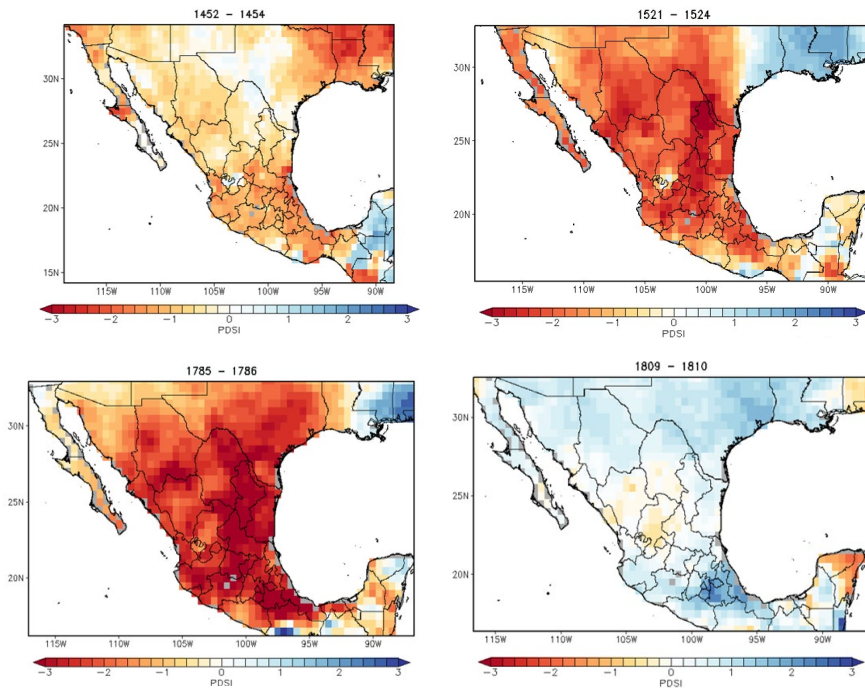 1452 – 1454
30N
25N
20N
15N
115W 110W 105W 100W 95W 90W
−3 −2 −1 0 1 2 3
PDSI
1521 – 1524
30N
25N
20N
115W 110W 105W 100W 95W 90W
−3 −2 −1 0 1 2 3
PDSI
1785 – 1786
30N
25N
20N
115W 110W 105W 100W 95W 90W
−3 −2 −1 0 1 2 3
PDSI
1809 – 1810
30N
25N
20N
115W 110W 105W 100W 95W 90W
−3 −2 −1 0 1 2 3
PDSI